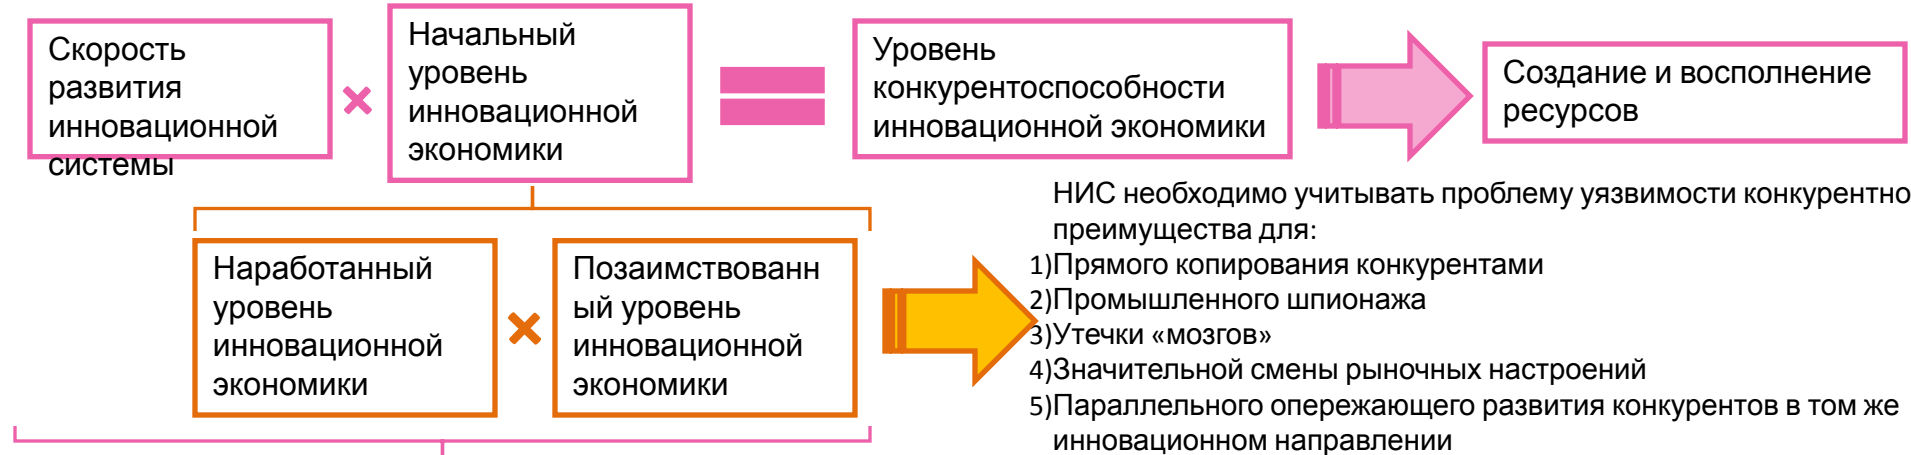 Скорость
развития
инновационной
системы
Начальный
уровень
инновационной
экономики
Уровень
конкурентоспособности
инновационной экономики
Создание и восполнение
ресурсов
Наработанный
уровень
инновационной
экономики
Позаимствованн
ый уровень
инновационной
экономики
НИС необходимо учитывать проблему уязвимости конкурентно
преимущества для:
1)Прямого копирования конкурентами
2)Промышленного шпионажа
3)Утечки «мозгов»
4)Значительной смены рыночных настроений
5)Параллельного опережающего развития конкурентов в том же
инновационном направлении